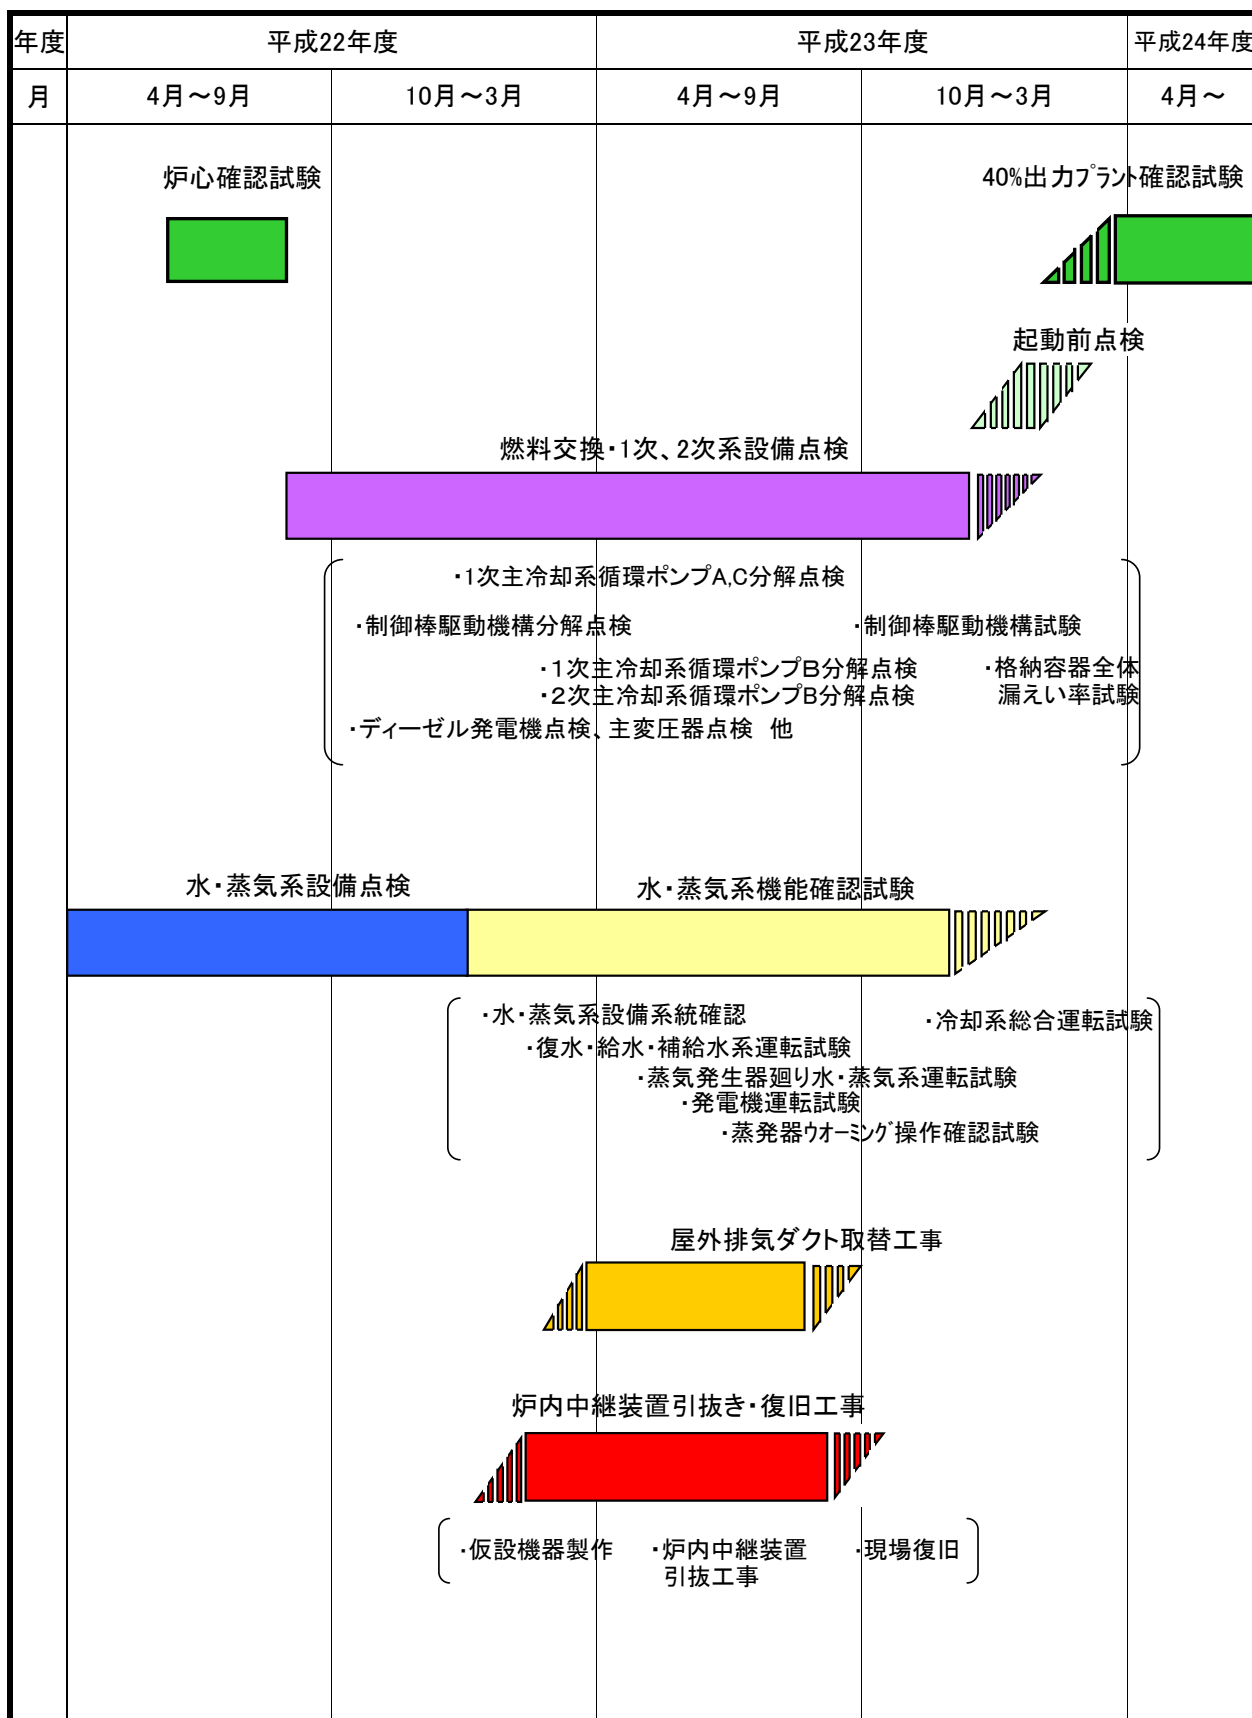 年度
平成22年度
平成23年度
平成24年度
月
4月～9月
10月～3月
4月～9月
10月～3月
4月～
炉心確認試験
40%出力プラント確認試験
起動前点検
燃料交換・1次、2次系設備点検
・1次主冷却系循環ポンプA,C分解点検
・制御棒駆動機構分解点検
・制御棒駆動機構試験
・1次主冷却系循環ポンプB分解点検
・2次主冷却系循環ポンプB分解点検
・格納容器全体
漏えい率試験
・ディーゼル発電機点検、主変圧器点検 他
水・蒸気系設備点検
水・蒸気系機能確認試験
・水・蒸気系設備系統確認
・冷却系総合運転試験
・復水・給水・補給水系運転試験
・蒸気発生器廻り水・蒸気系運転試験
・発電機運転試験
・蒸発器ウオーミング操作確認試験
屋外排気ダクト取替工事
炉内中継装置引抜き・復旧工事
・仮設機器製作
・炉内中継装置
引抜工事
・現場復旧